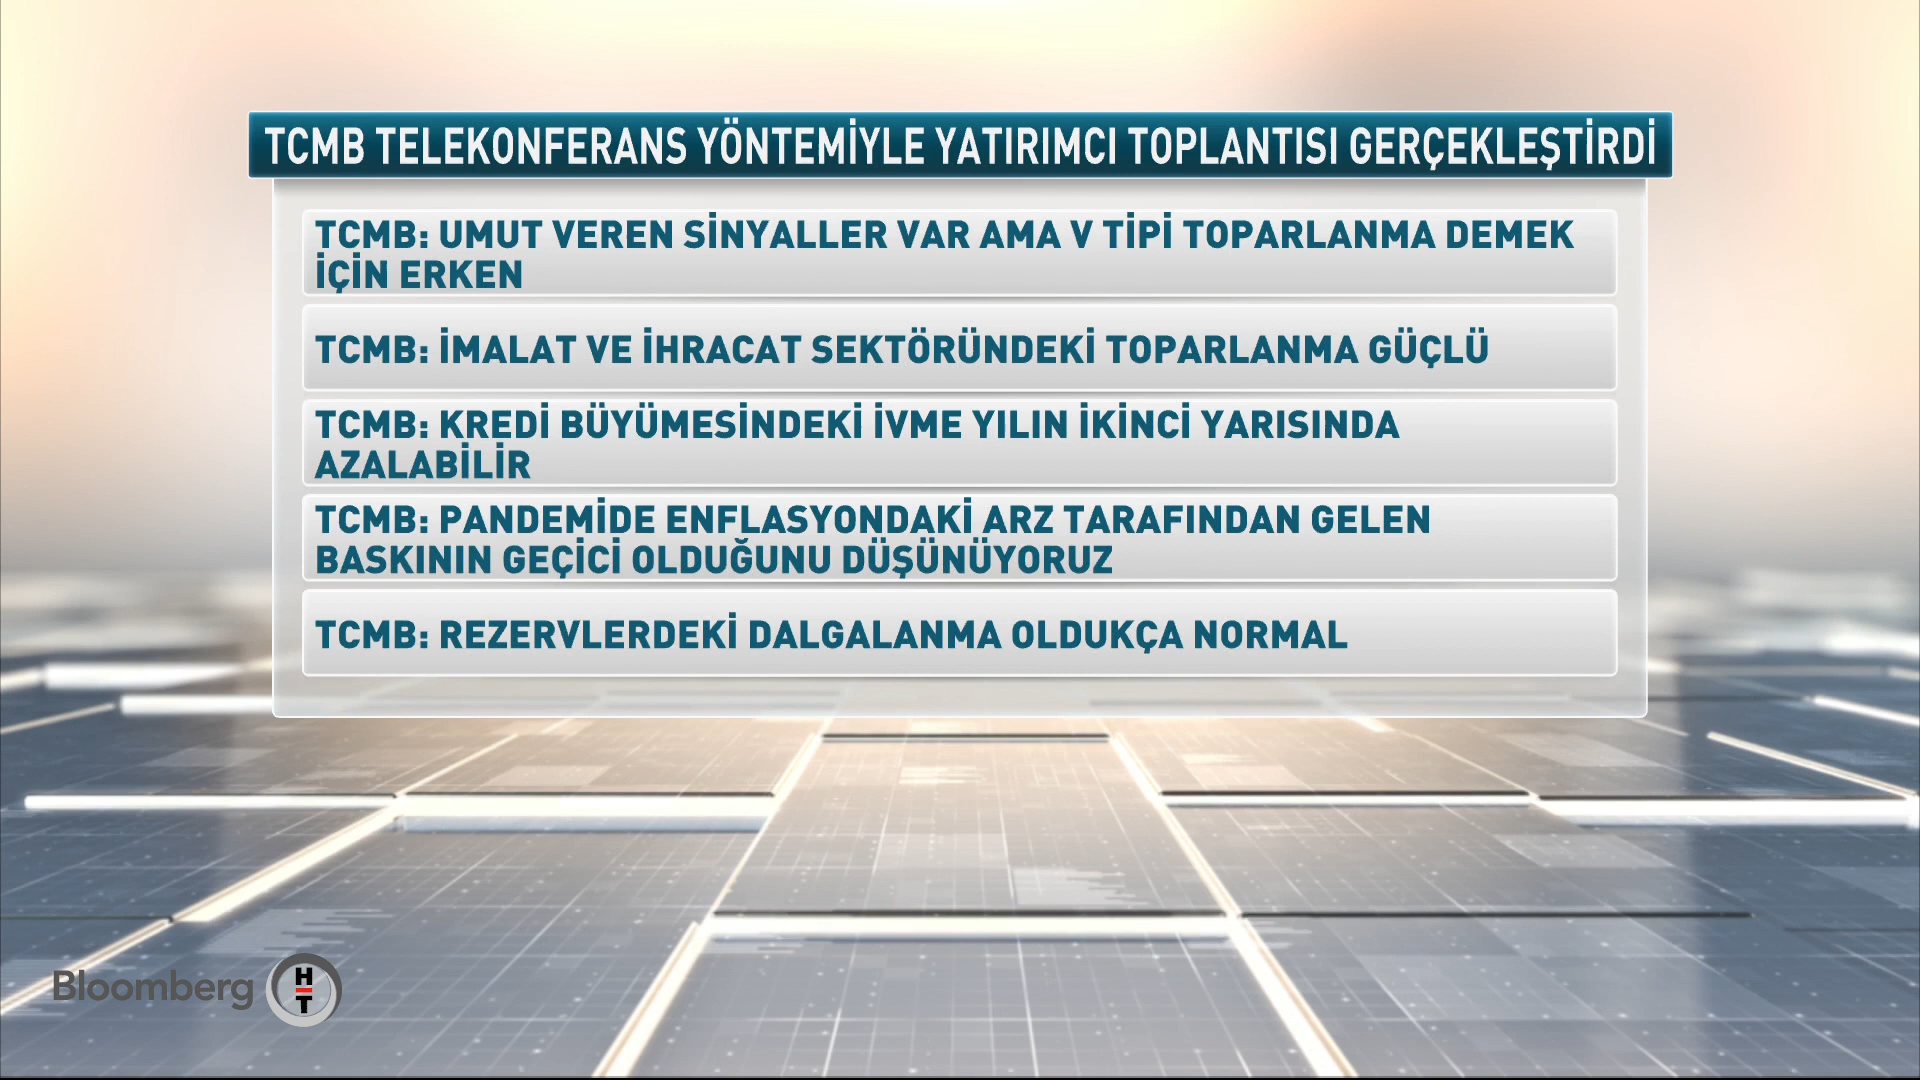 TCMB TELEKONFERANS YÖNTEMİYLE YATIRIMCI TOPLANTISI GERÇEKLEŞTİRDİ
TCMB: UMUT VEREN SİNYALLER VAR AMA V TİPİ TOPARLANMA DEMEK
İÇİN ERKEN
TCMB: İMALAT VE İHRACAT SEKTÖRÜNDEKİ TOPARLANMA GÜÇLÜ
TCMB: KREDİ BÜYÜMESİNDEKİ İVME YILIN İKİNCİ YARISINDA
AZALABİLİR
TCMB: PANDEMİDE ENFLASYONDAKİ ARZ TARAFINDAN GELEN
BASKININ GEÇİCİ OLDUĞUNU DÜŞÜNÜYORUZ
TCMB: REZERVLERDEKİ DALGALANMA OLDUKÇA NORMAL
Bloomberg HT